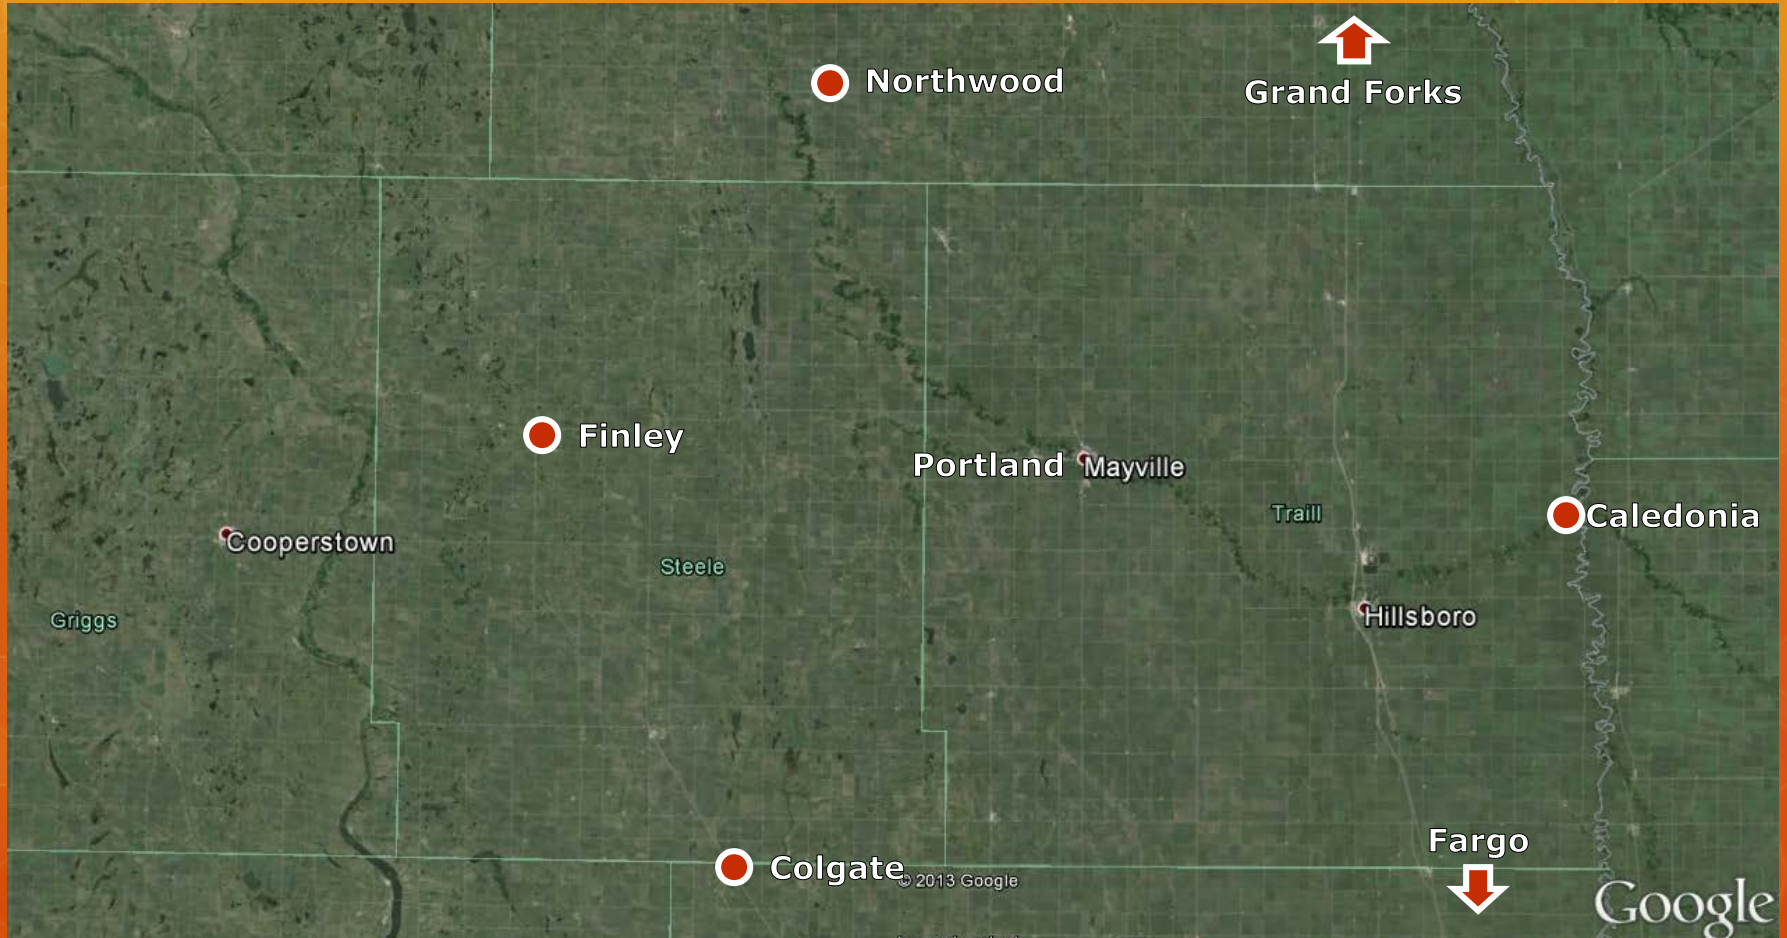 Northwood
Grand Forks
Finley
Portland
Mayville
Traill
Caledonia
Cooperstown
Steele
Griggs
Hillsboro
Fargo
Colgate
© 2013 Google
Google